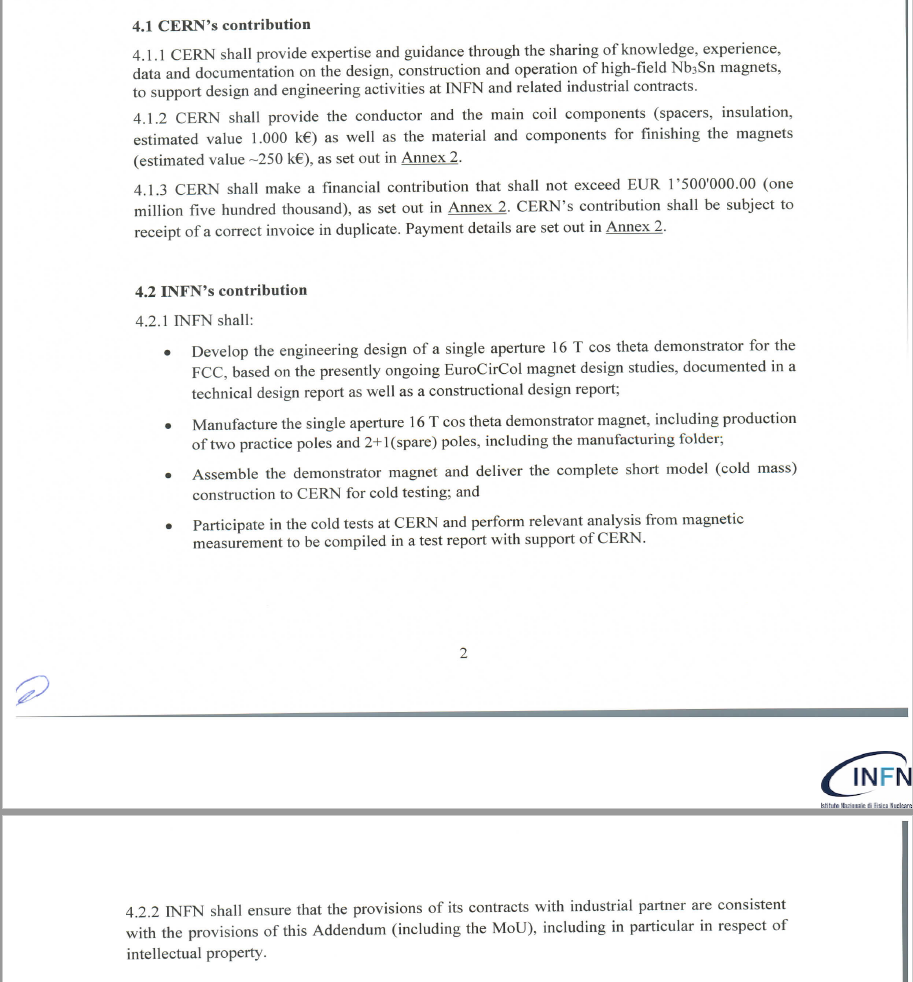 4.1 CERN’s contribution
4.1.1 CERN shall provide expertise and guidance through the sharing of knowledge, experience,
data and documentation on the design, construction and operation of high-field Nb₃Sn magnets,
to support design and engineering activities at INFN and related industrial contracts.
4.1.2 CERN shall provide the conductor and the main coil components (spacers, insulation,
estimated value 1.000 k€) as well as the material and components for finishing the magnets
(estimated value ~250 k€), as set out in Annex 2.
4.1.3 CERN shall make a financial contribution that shall not exceed EUR 1’500'000.00 (one
million five hundred thousand), as set out in Annex 2. CERN’s contribution shall be subject to
receipt of a correct invoice in duplicate. Payment details are set out in Annex 2.
4.2 INFN’s contribution
4.2.1 INFN shall:
• Develop the engineering design of a single aperture 16 T cos theta demonstrator for the
FCC, based on the presently ongoing EuroCirCol magnet design studies, documented in a
technical design report as well as a constructional design report;
• Manufacture the single aperture 16 T cos theta demonstrator magnet, including production
of two practice poles and 2+1(spare) poles, including the manufacturing folder;
• Assemble the demonstrator magnet and deliver the complete short model (cold mass)
construction to CERN for cold testing; and
• Participate in the cold tests at CERN and perform relevant analysis from magnetic
measurement to be compiled in a test report with support of CERN.
2
INFN
Istituto Nazionale di Fisica Nucleare
4.2.2 INFN shall ensure that the provisions of its contracts with industrial partner are consistent
with the provisions of this Addendum (including the MoU), including in particular in respect of
intellectual property.